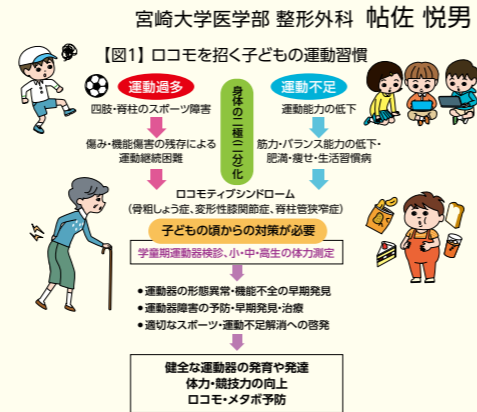 宮崎大学医学部 整形外科 帖佐 悦男
【図1】ロコモを招く子どもの運動習慣
運動過多
四肢・脊柱のスポーツ障害
傷み・機能傷害の残存による
運動継続困難
身体の二極(二分)化
運動不足
運動能力の低下
筋力・バランス能力の低下・
肥満・痩せ・生活習慣病
ロコモティブシンドローム
(骨粗しょう症、変形性膝関節症、脊柱管狭窄症)
子どもの頃からの対策が必要
学童期運動器検診、小・中・高生の体力測定
●運動器の形態異常・機能不全の早期発見
●運動器障害の予防・早期発見・治療
●適切なスポーツ・運動不足解消への啓発
健全な運動器の発育や発達
体力・競技力の向上
ロコモ・メタボ予防